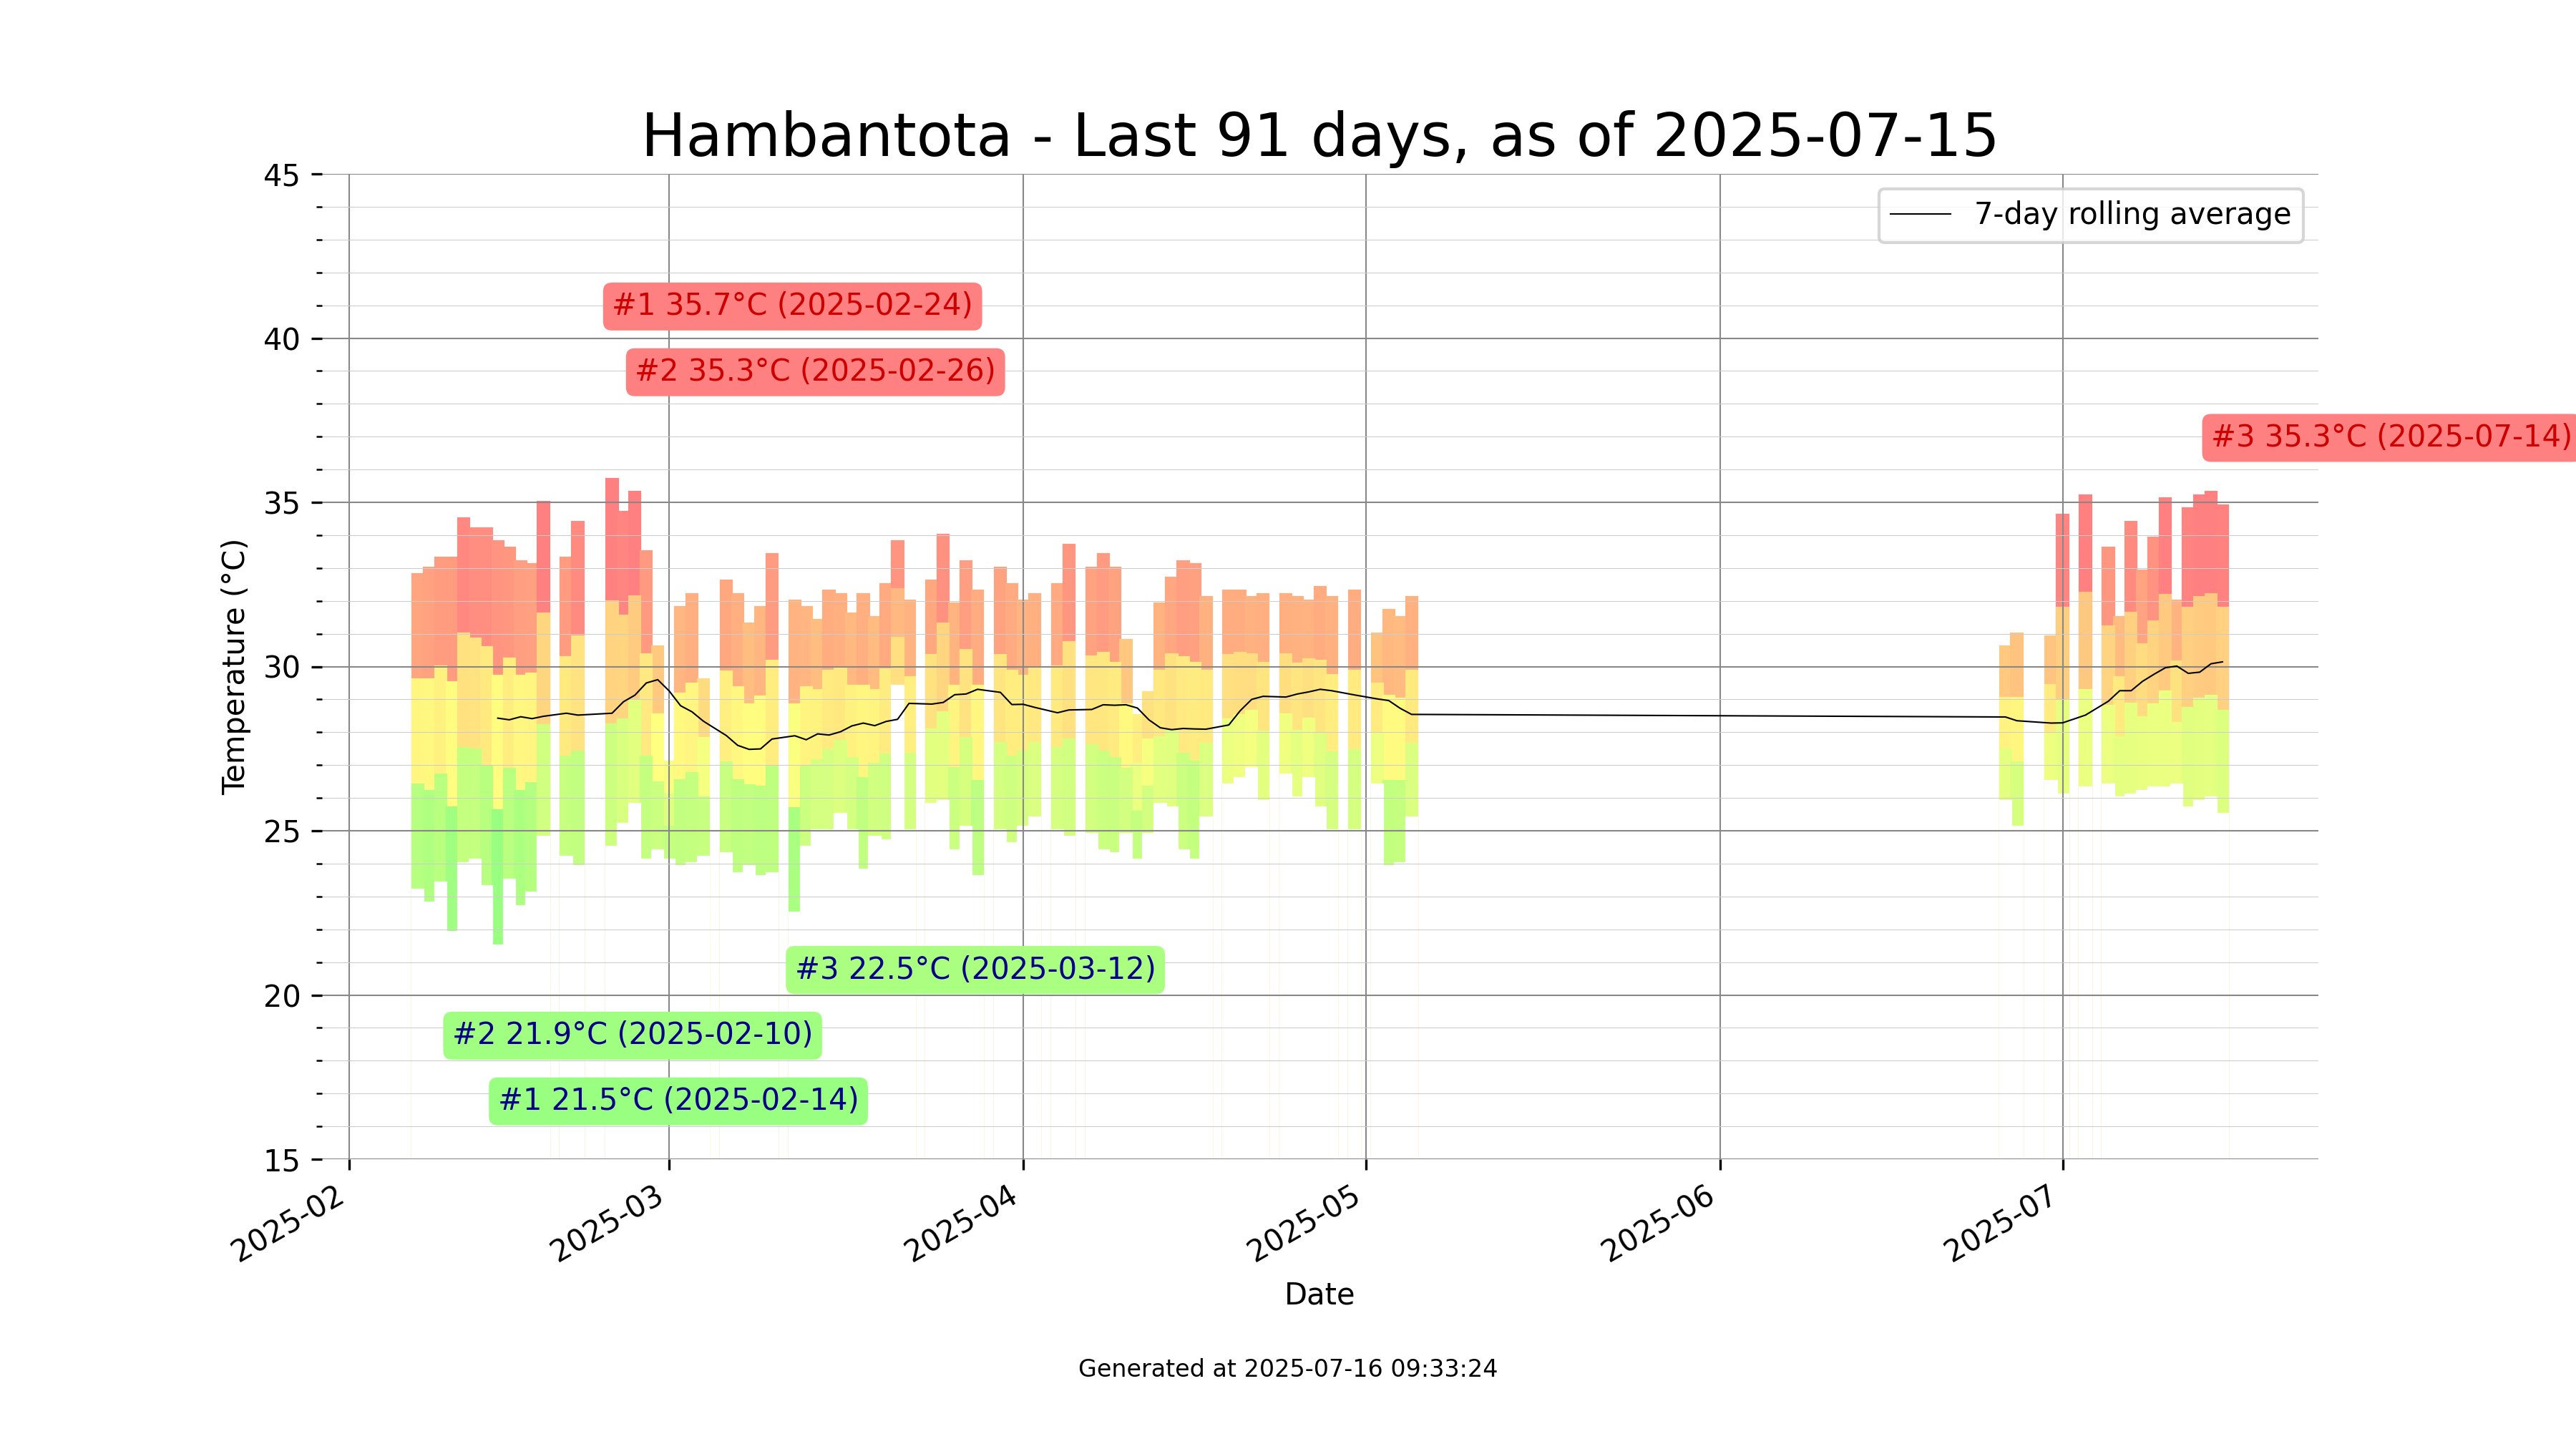 Hambantota - Last 91 days, as of 2025-07-15
45
7-day rolling average
#1 35.7°C (2025-02-24)
40
#2 35.3°C (2025-02-26)
#3 35.3°C (2025-07-14)
35
30
Temperature (°C)
25
#3 22.5°C (2025-03-12)
20
#2 21.9°C (2025-02-10)
#1 21.5°C (2025-02-14)
15
2025-02
2025-03
2025-04
2025-05
2025-06
2025-07
Date
Generated at 2025-07-16 09:33:24